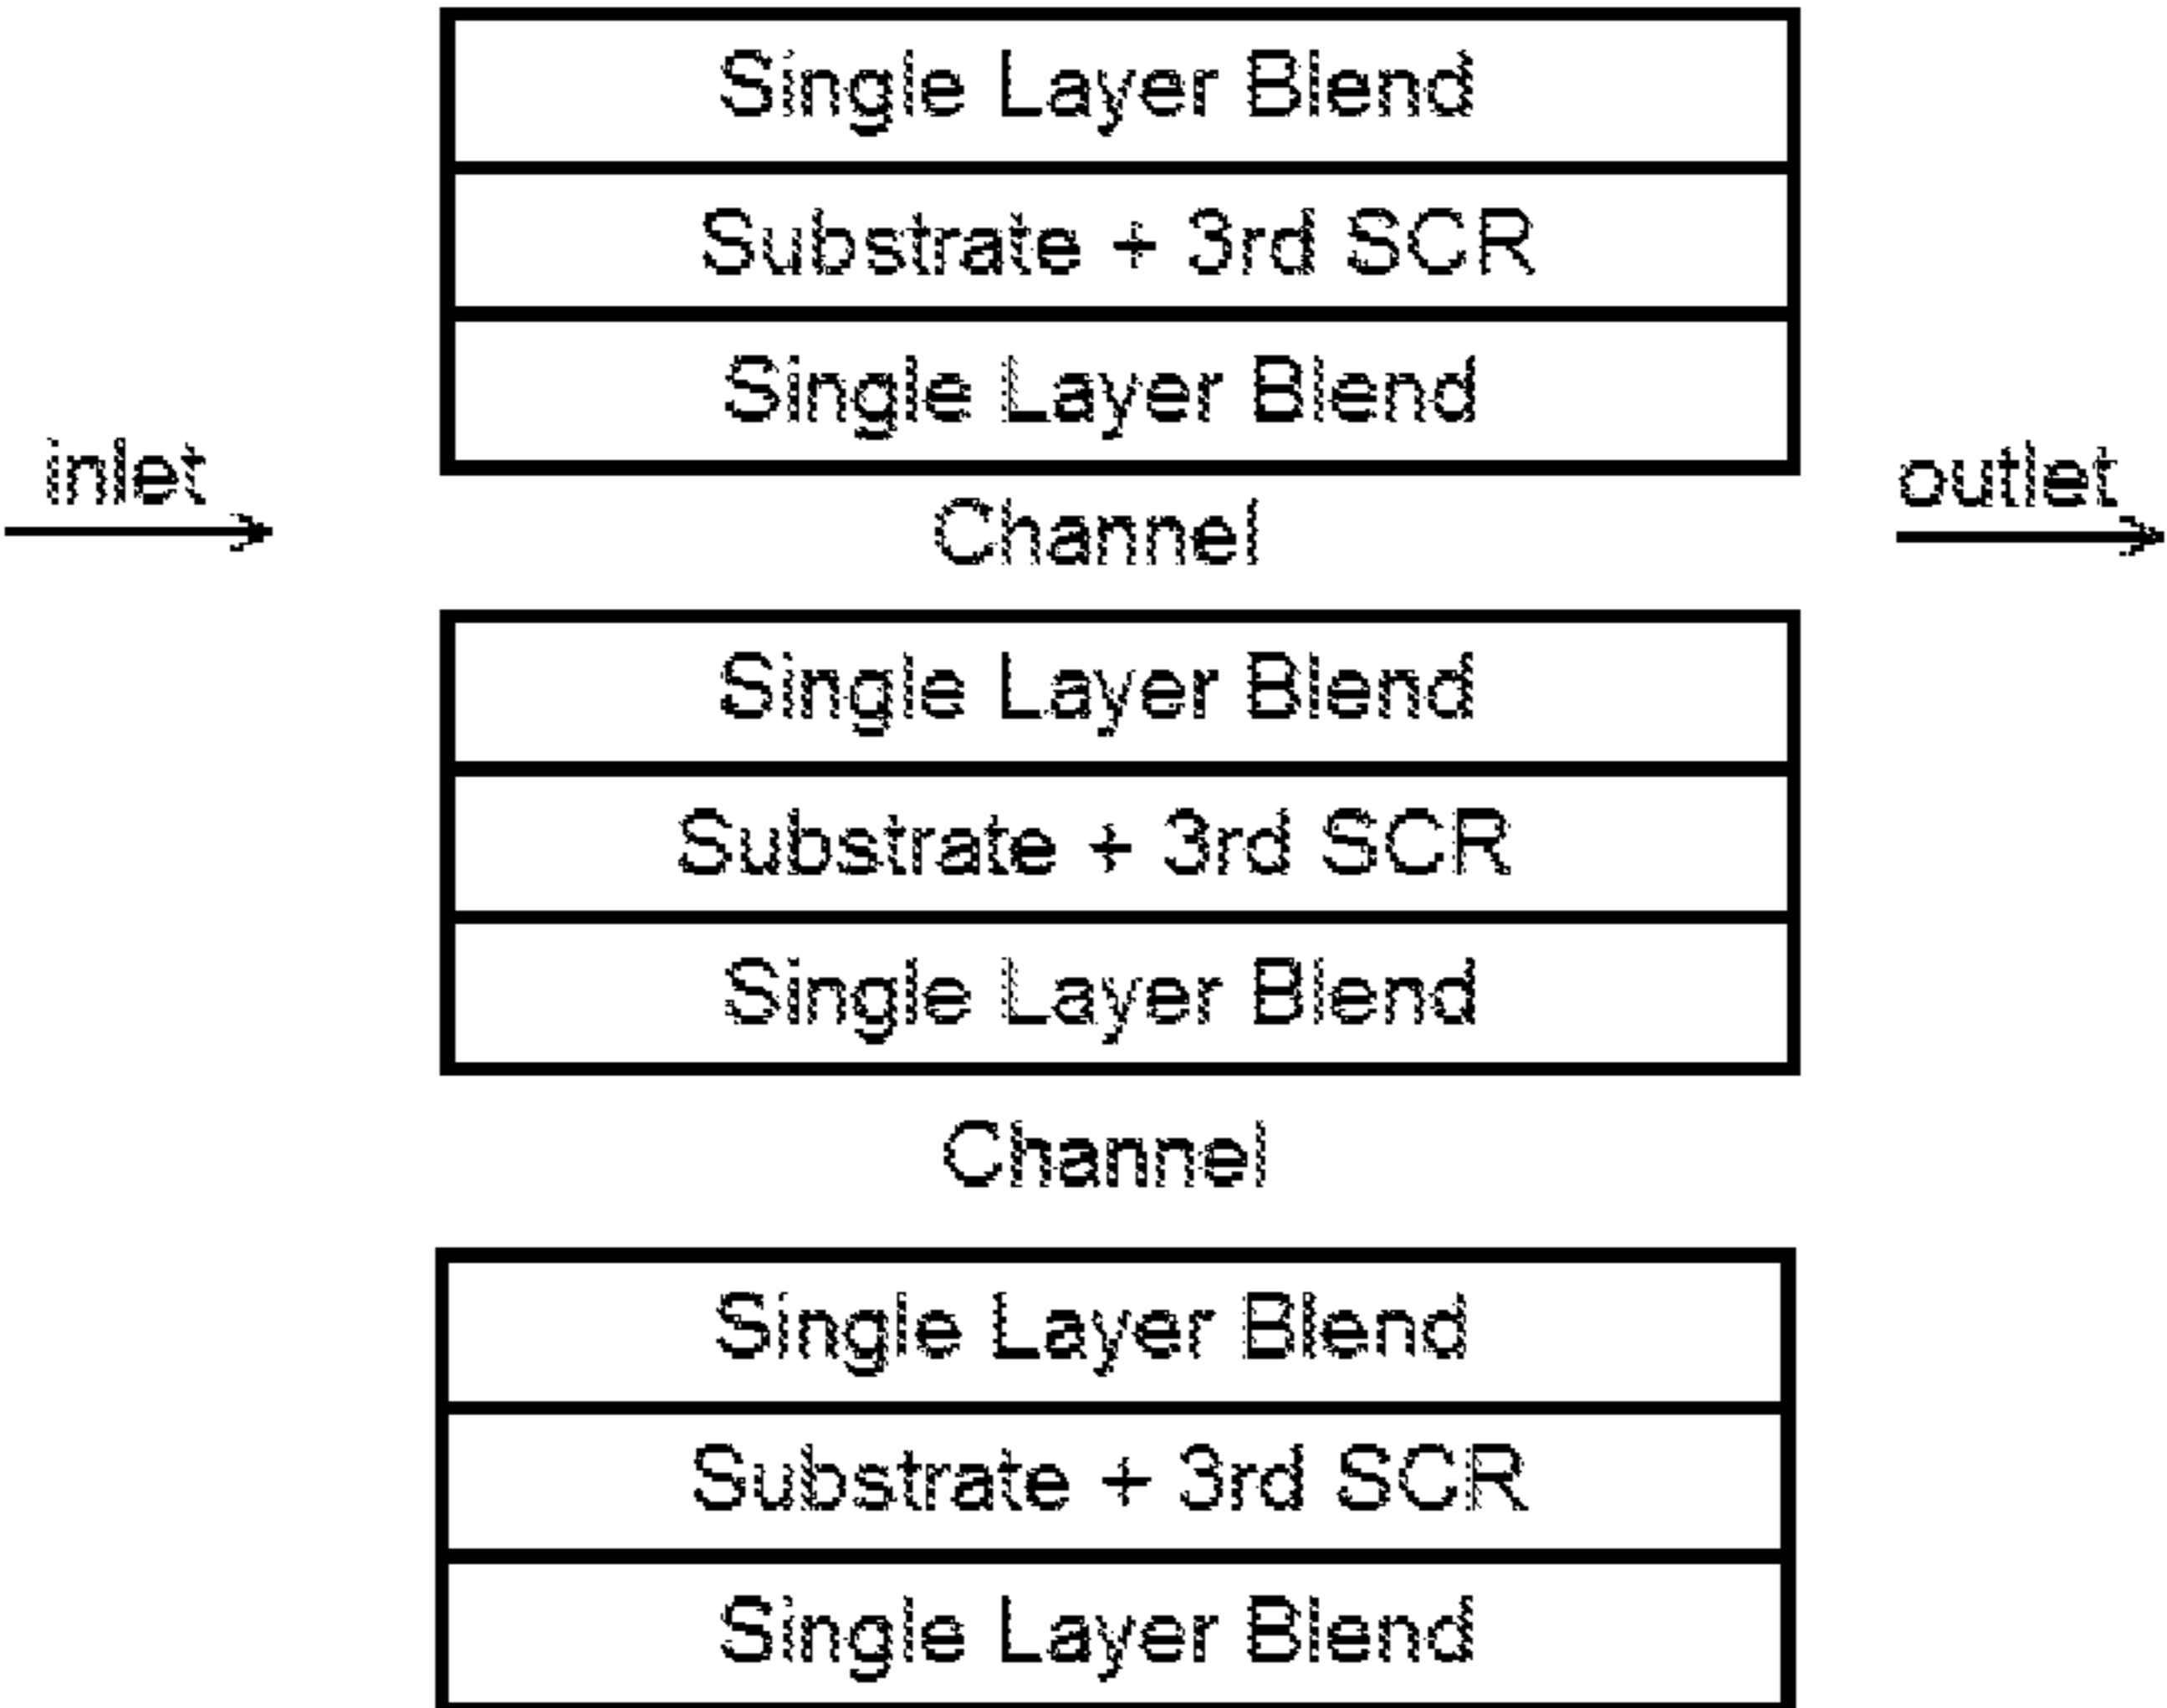 Single Layer Blend
Substrate + 3rd SCR
Single Layer Blend
inlet
outlet
Channel
Single Layer Blend
Substrate + 3rd SCR
Single Layer Blend
Channel
Single Layer Blend
Substrate + 3rd SCR
Single Layer Blend